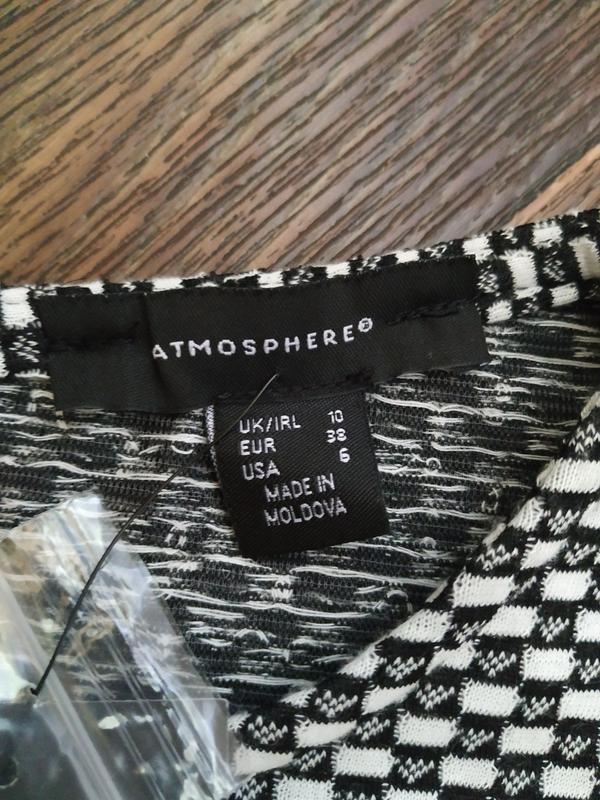 ATMOSPHERE®
UK/IRL 10
EUR 38
USA 6
MADE IN
MOLDOVA